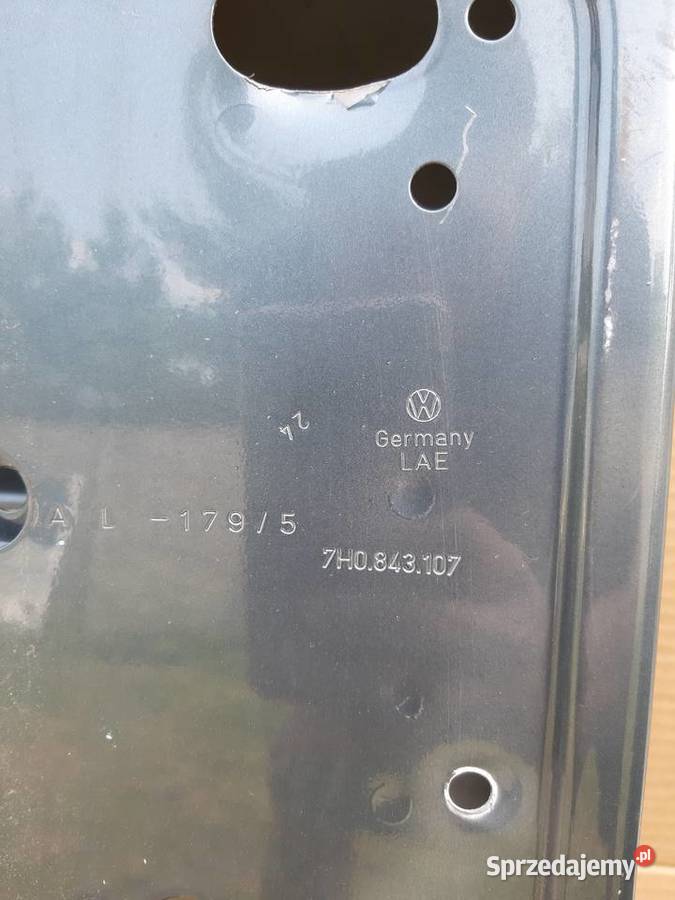 24
Germany
LAE
A L -179/5
7H0.843.107
Sprzedajemy.pl